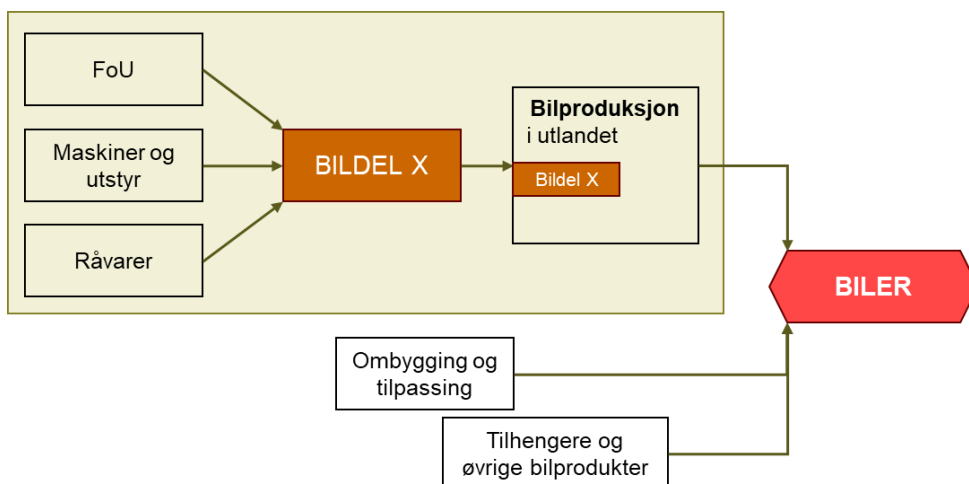 FoU
Maskiner og
utstyr
Råvarer
BILDEL X
Bilproduksjon
i utlandet
Bildel X
BILER
Ombygging og
tilpassing
Tilhengere og
øvrige bilprodukter